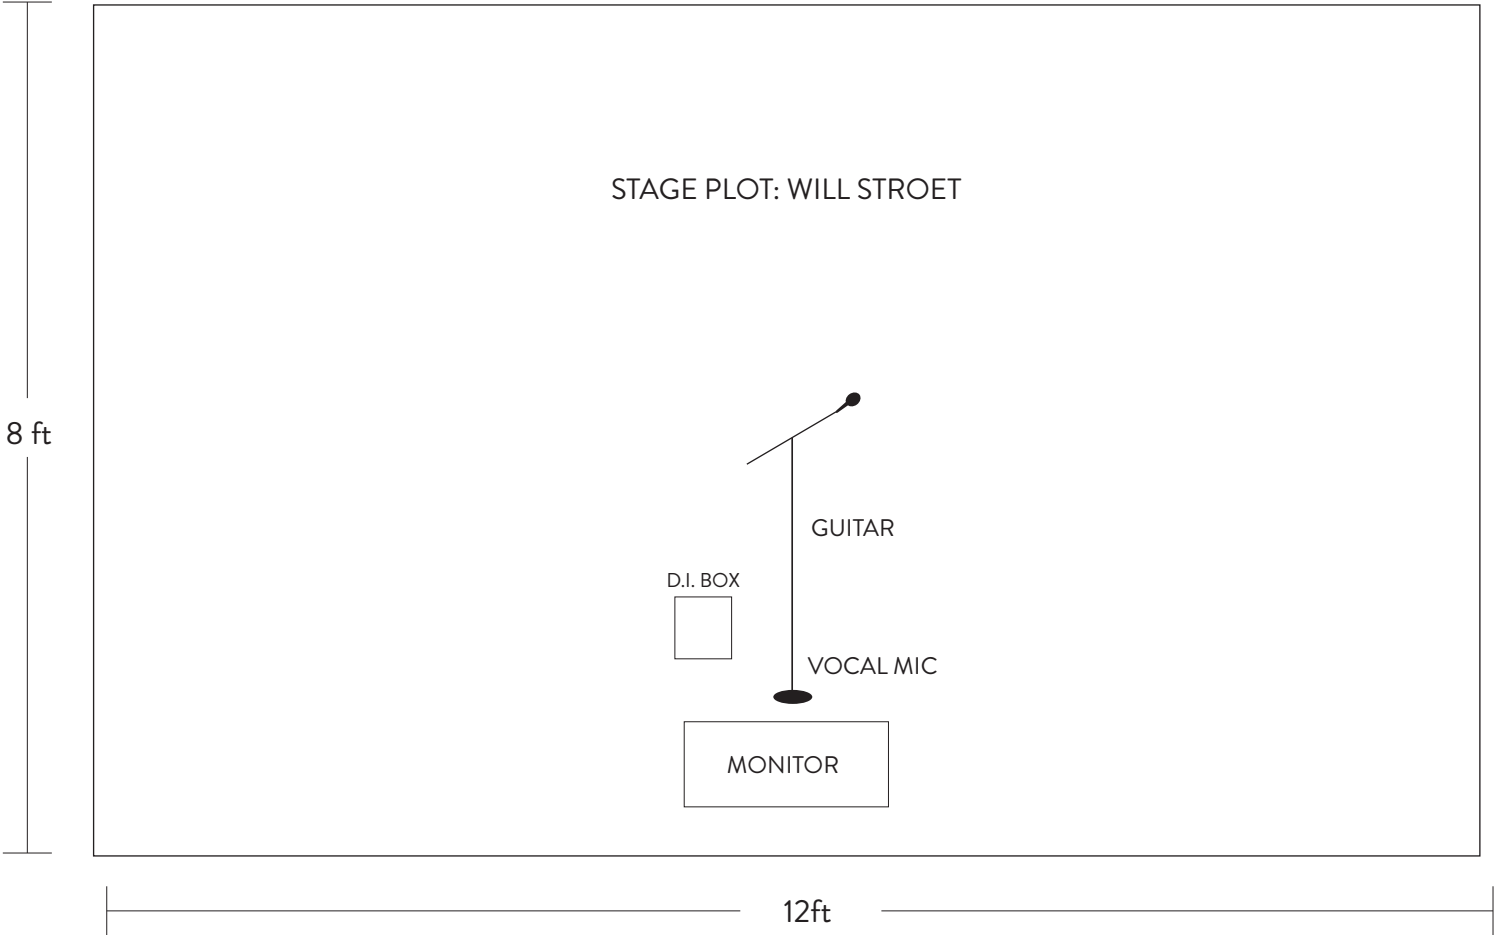 STAGE PLOT: WILL STROET
8 ft
GUITAR
D.I. BOX
VOCAL MIC
MONITOR
12ft